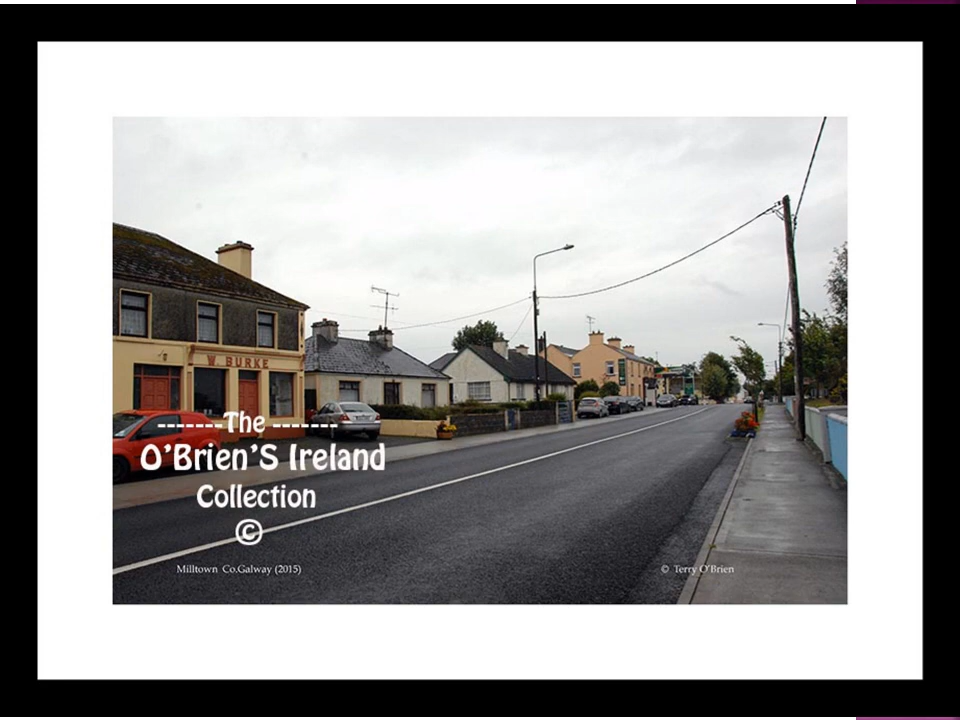 W. BURKE
-------The -------
O'Brien'S Ireland
Collection
©
Milltown Co.Galway (2015)
© Terry O'Brien